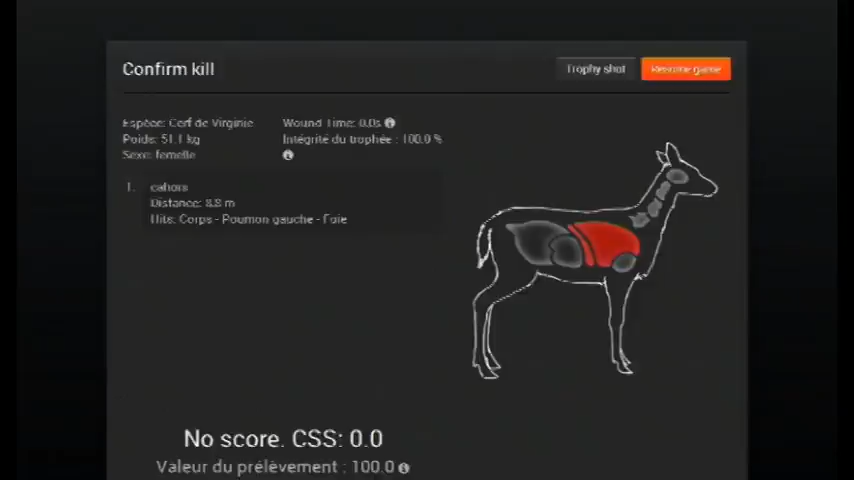 Confirm kill
Trophy shot
Resume game
Espèce: Cerf de Virginie
Wound Time: 0.0s
Poids: 51.1 kg
Intégrité du trophée : 100.0 %
Sexe: femelle
1. cahors
Distance: 8.8 m
Hits: Corps - Poumon gauche - Foie
No score. CSS: 0.0
Valeur du prélèvement : 100.0